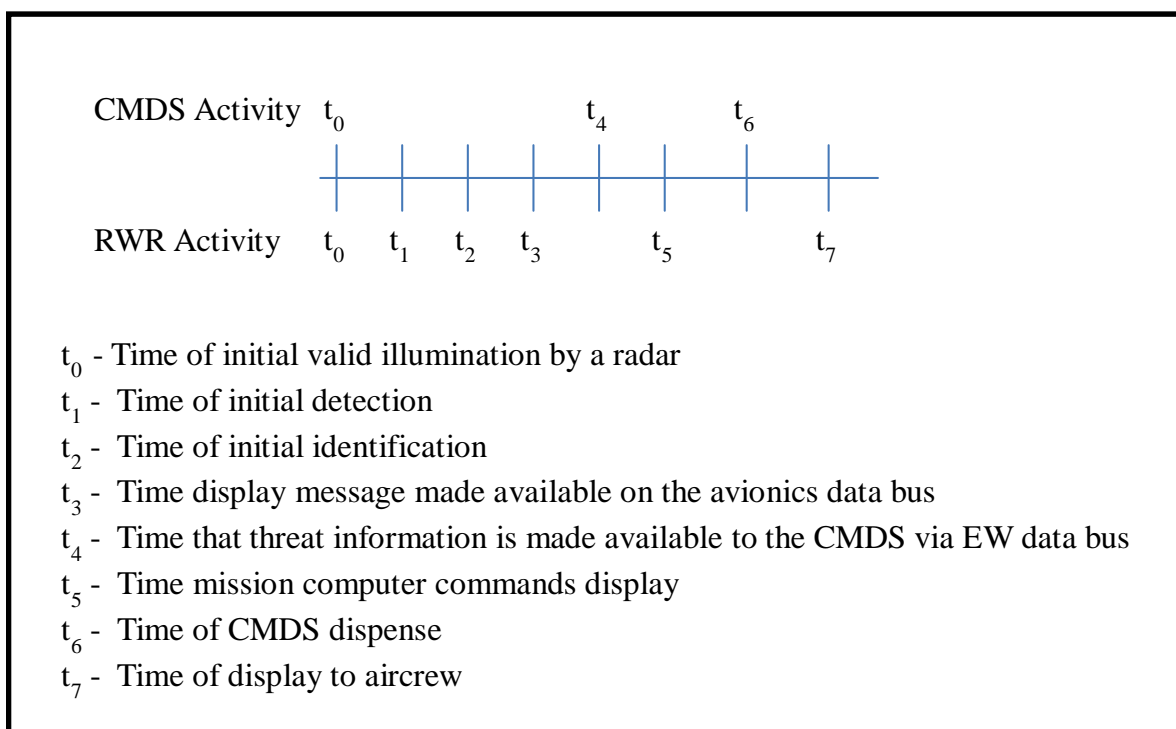 CMDS Activity t0 t4 t6
RWR Activity t0 t1 t2 t3 t5 t7
t0 - Time of initial valid illumination by a radar
t1 - Time of initial detection
t2 - Time of initial identification
t3 - Time display message made available on the avionics data bus
t4 - Time that threat information is made available to the CMDS via EW data bus
t5 - Time mission computer commands display
t6 - Time of CMDS dispense
t7 - Time of display to aircrew